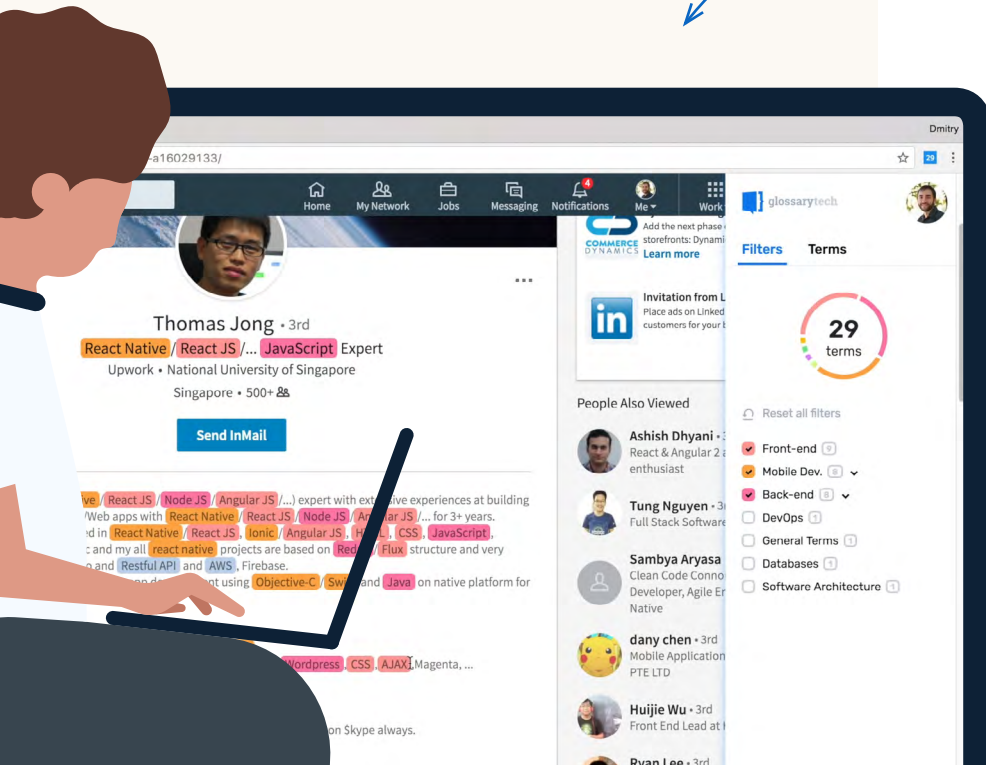 Dmitry
-a16029133/
29
Home
My Network
Jobs
Messaging
4
Notifications
Me
Work
glossarytech
Filters
Terms
29
terms
Reset all filters
Front-end
Mobile Dev.
Back-end
DevOps 1
General Terms 1
Databases 1
Software Architecture 1
Thomas Jong • 3rd
React Native / React JS /... JavaScript Expert
Upwork • National University of Singapore
Singapore • 500+
Send InMail
/ React JS / Node JS / Angular JS /...) expert with experiences at building
/Web apps with React Native / React JS / Node JS / JS /... for 3+ years.
ed in React Native / React JS , Ionic / Angular JS , , CSS , JavaScript ,
and my all react native projects are based on / Flux structure and very
and Restful API and AWS , Firebase.
using Objective-C / and Java on native platform for
Wordpress , CSS , AJAX, Magenta, ...
on Skype always.
COMMERCE
DYNAMICS
Add the next phase
storefronts: Dynami
Learn more
in
Invitation from L
Place ads on Linked
customers for your b
People Also Viewed
Ashish Dhyani •
React & Angular 2
enthusiast
Tung Nguyen • 3
Full Stack Software
Sambya Aryasa
Clean Code Conno
Developer, Agile Er
Native
dany chen • 3rd
Mobile Application
PTE LTD
Huijie Wu • 3rd
Front End Lead at
Ryan Lee • 3rd